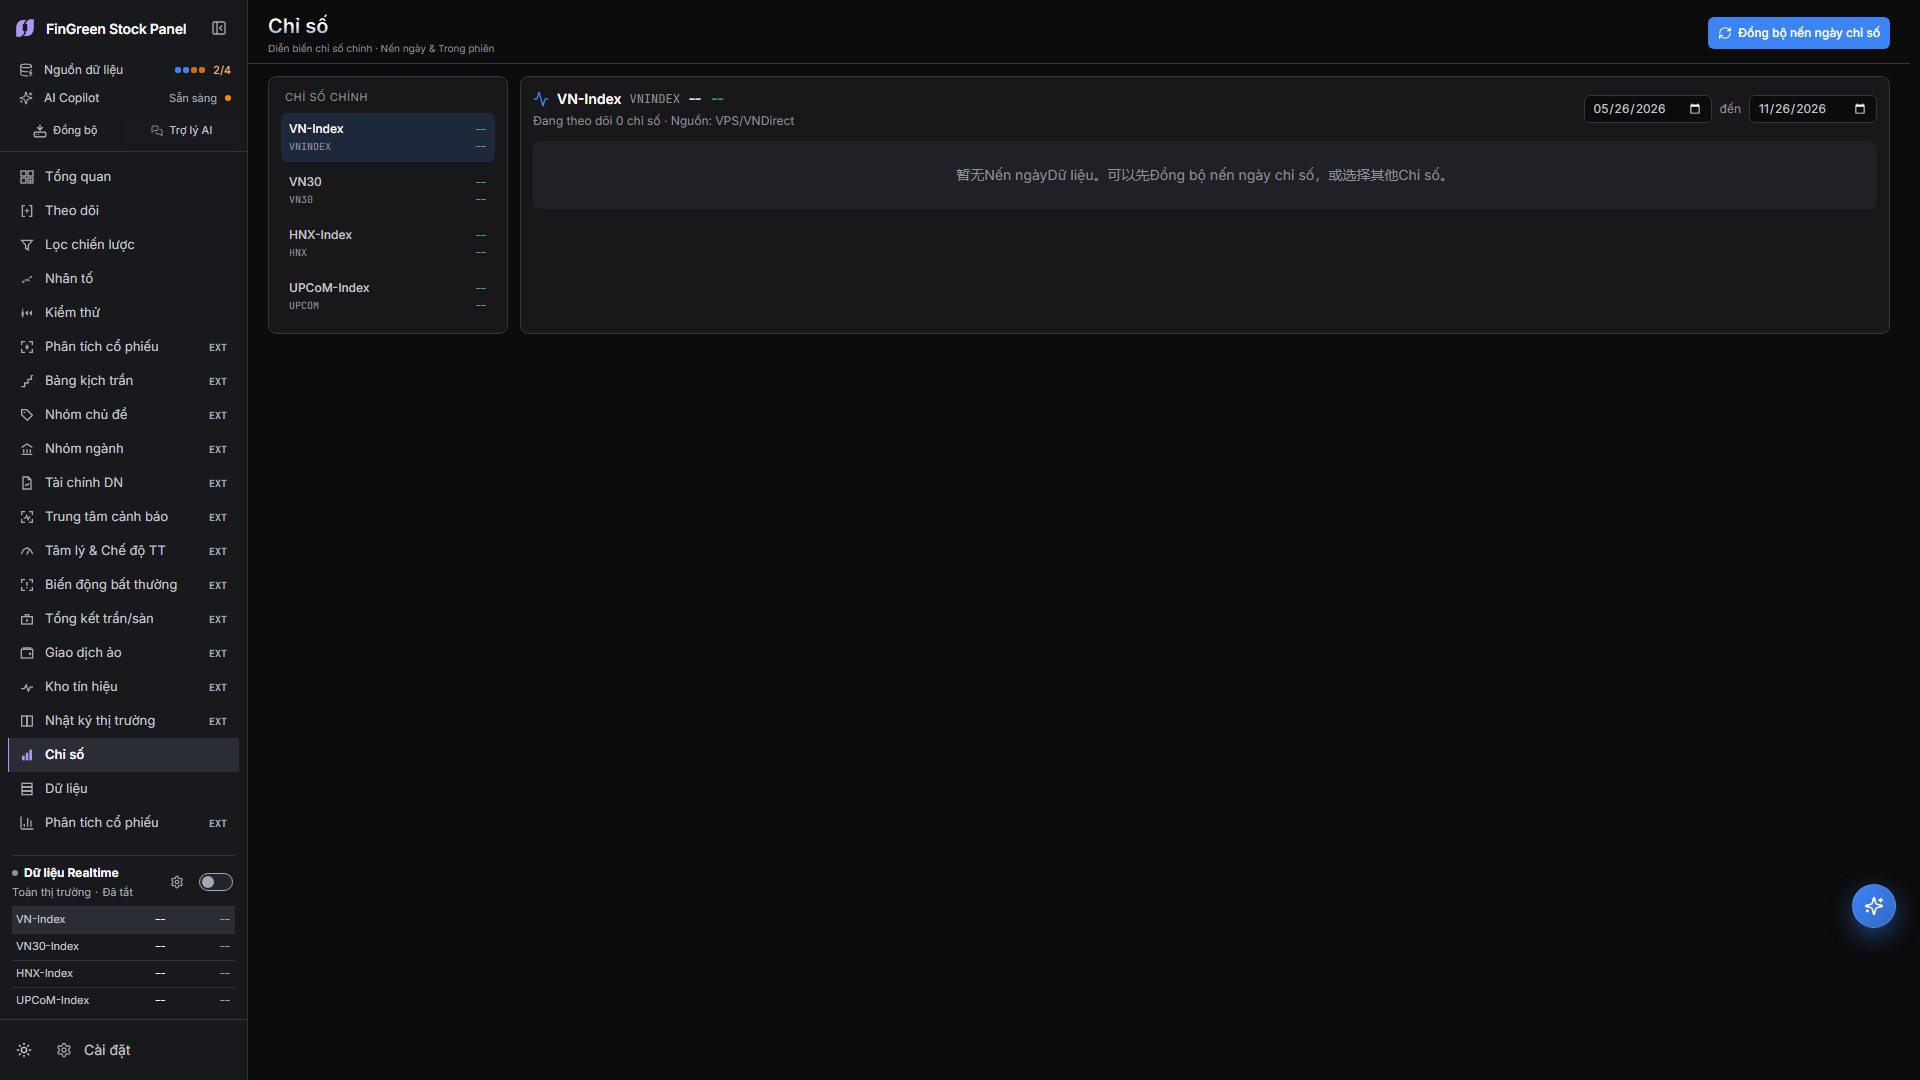 FinGreen Stock Panel
Nguồn dữ liệu 2/4
AI Copilot Sẵn sàng
Đồng bộ Trợ lý AI
Tổng quan
Theo dõi
Lọc chiến lược
Nhân tố
Kiểm thử
Phân tích cổ phiếu EXT
Bảng kịch trần EXT
Nhóm chủ đề EXT
Nhóm ngành EXT
Tài chính DN EXT
Trung tâm cảnh báo EXT
Tâm lý & Chế độ TT EXT
Biến động bất thường EXT
Tổng kết trần/sàn EXT
Giao dịch ảo EXT
Kho tín hiệu EXT
Nhật ký thị trường EXT
Chỉ số
Dữ liệu
Phân tích cổ phiếu EXT
Dữ liệu Realtime
Toàn thị trường · Đã tắt
VN-Index -- --
VN30-Index -- --
HNX-Index -- --
UPCoM-Index -- --
Cài đặt
Chỉ số
Diễn biến chỉ số chính · Nến ngày & Trong phiên
Đồng bộ nến ngày chỉ số
CHỈ SỐ CHÍNH
VN-Index --
VNINDEX --
VN30 --
VN30 --
HNX-Index --
HNX --
UPCoM-Index --
UPCOM --
VN-Index VNINDEX -- --
Đang theo dõi 0 chỉ số · Nguồn: VPS/VNDirect
05/26/2026 đến 11/26/2026
暂无Nến ngàyDữ liệu。可以先Đồng bộ nến ngày chỉ số，或选择其他Chỉ số。